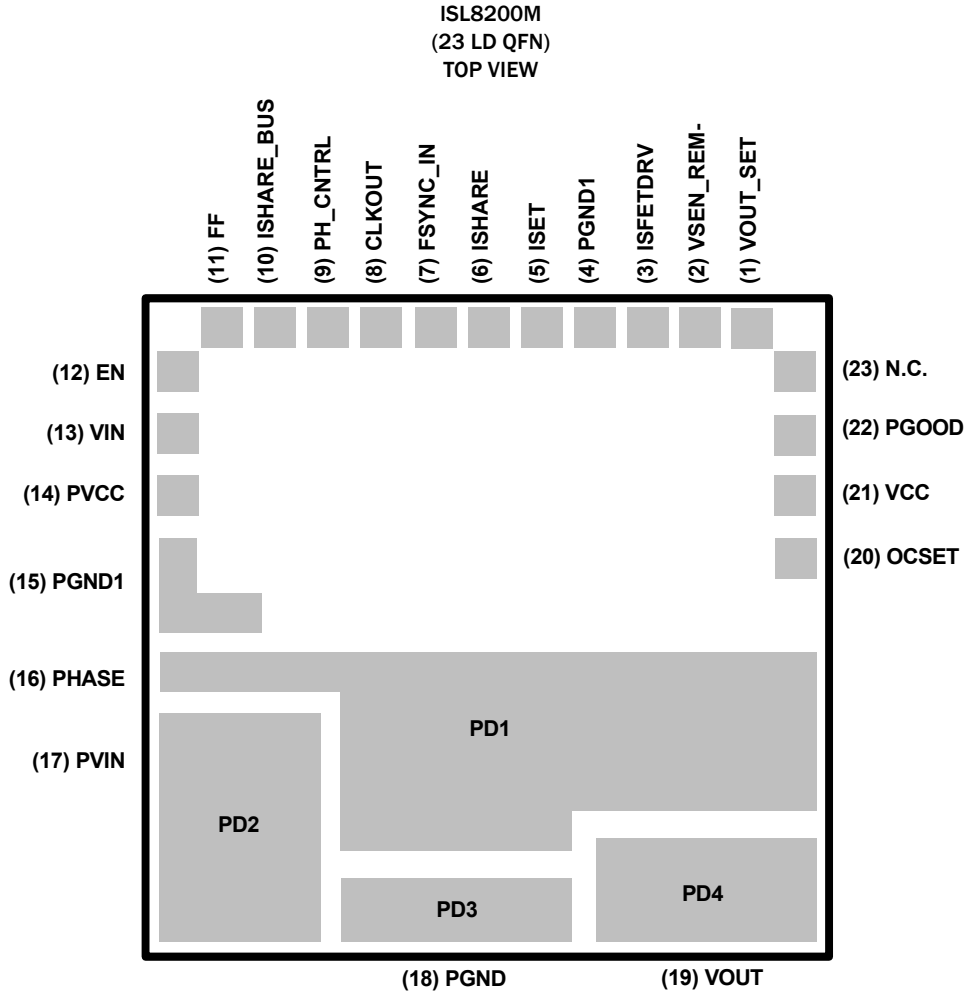 ISL8200M
(23 LD QFN)
TOP VIEW
(11) FF
(10) ISHARE_BUS
(9) PH_CNTRL
(8) CLKOUT
(7) FSYNC_IN
(6) ISHARE
(5) ISET
(4) PGND1
(3) ISFETDRV
(2) VSEN_REM-
(1) VOUT_SET
(12) EN
(23) N.C.
(13) VIN
(22) PGOOD
(14) PVCC
(21) VCC
(15) PGND1
(20) OCSET
(16) PHASE
PD1
(17) PVIN
PD2
PD3
PD4
(18) PGND
(19) VOUT